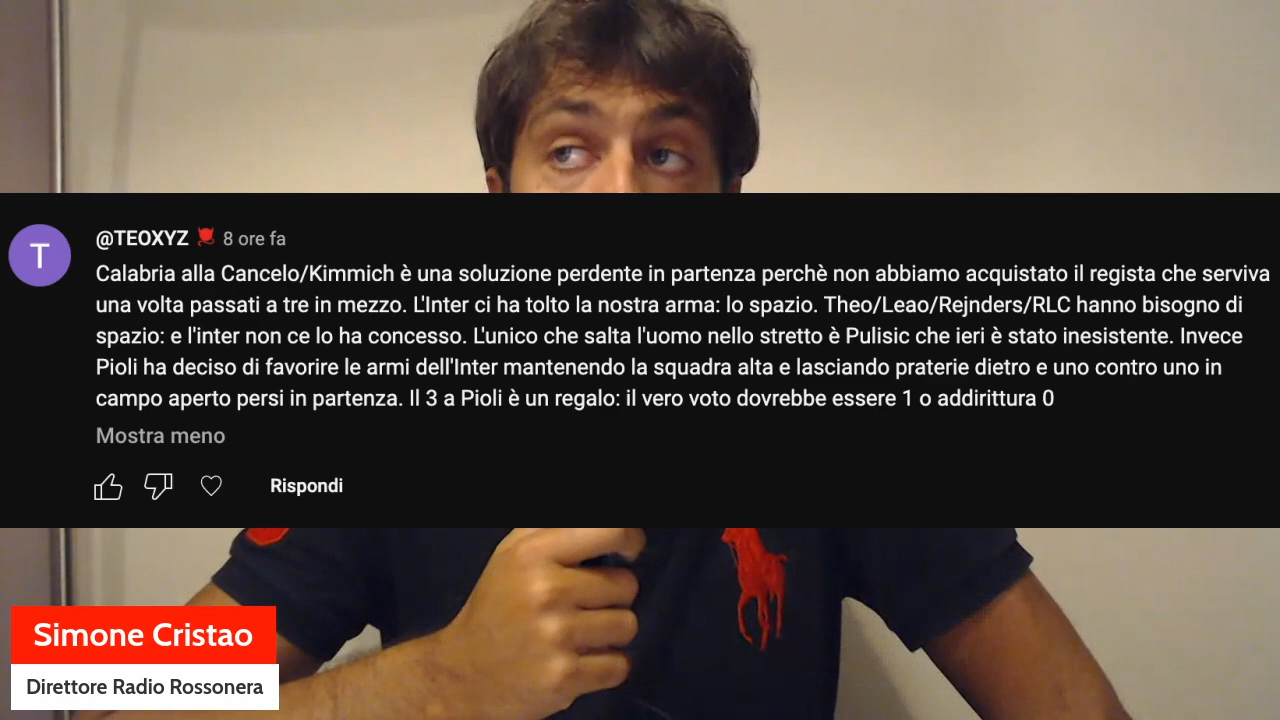 T
@TEOXYZ 8 ore fa
Calabria alla Cancelo/Kimmich è una soluzione perdente in partenza perchè non abbiamo acquistato il regista che serviva
una volta passati a tre in mezzo. L'Inter ci ha tolto la nostra arma: lo spazio. Theo/Leao/Rejnders/RLC hanno bisogno di
spazio: e l'inter non ce lo ha concesso. L'unico che salta l'uomo nello stretto è Pulisic che ieri è stato inesistente. Invece
Pioli ha deciso di favorire le armi dell'Inter mantenendo la squadra alta e lasciando praterie dietro e uno contro uno in
campo aperto persi in partenza. Il 3 a Pioli è un regalo: il vero voto dovrebbe essere 1 o addirittura 0
Mostra meno
Rispondi
Simone Cristao
Direttore Radio Rossonera